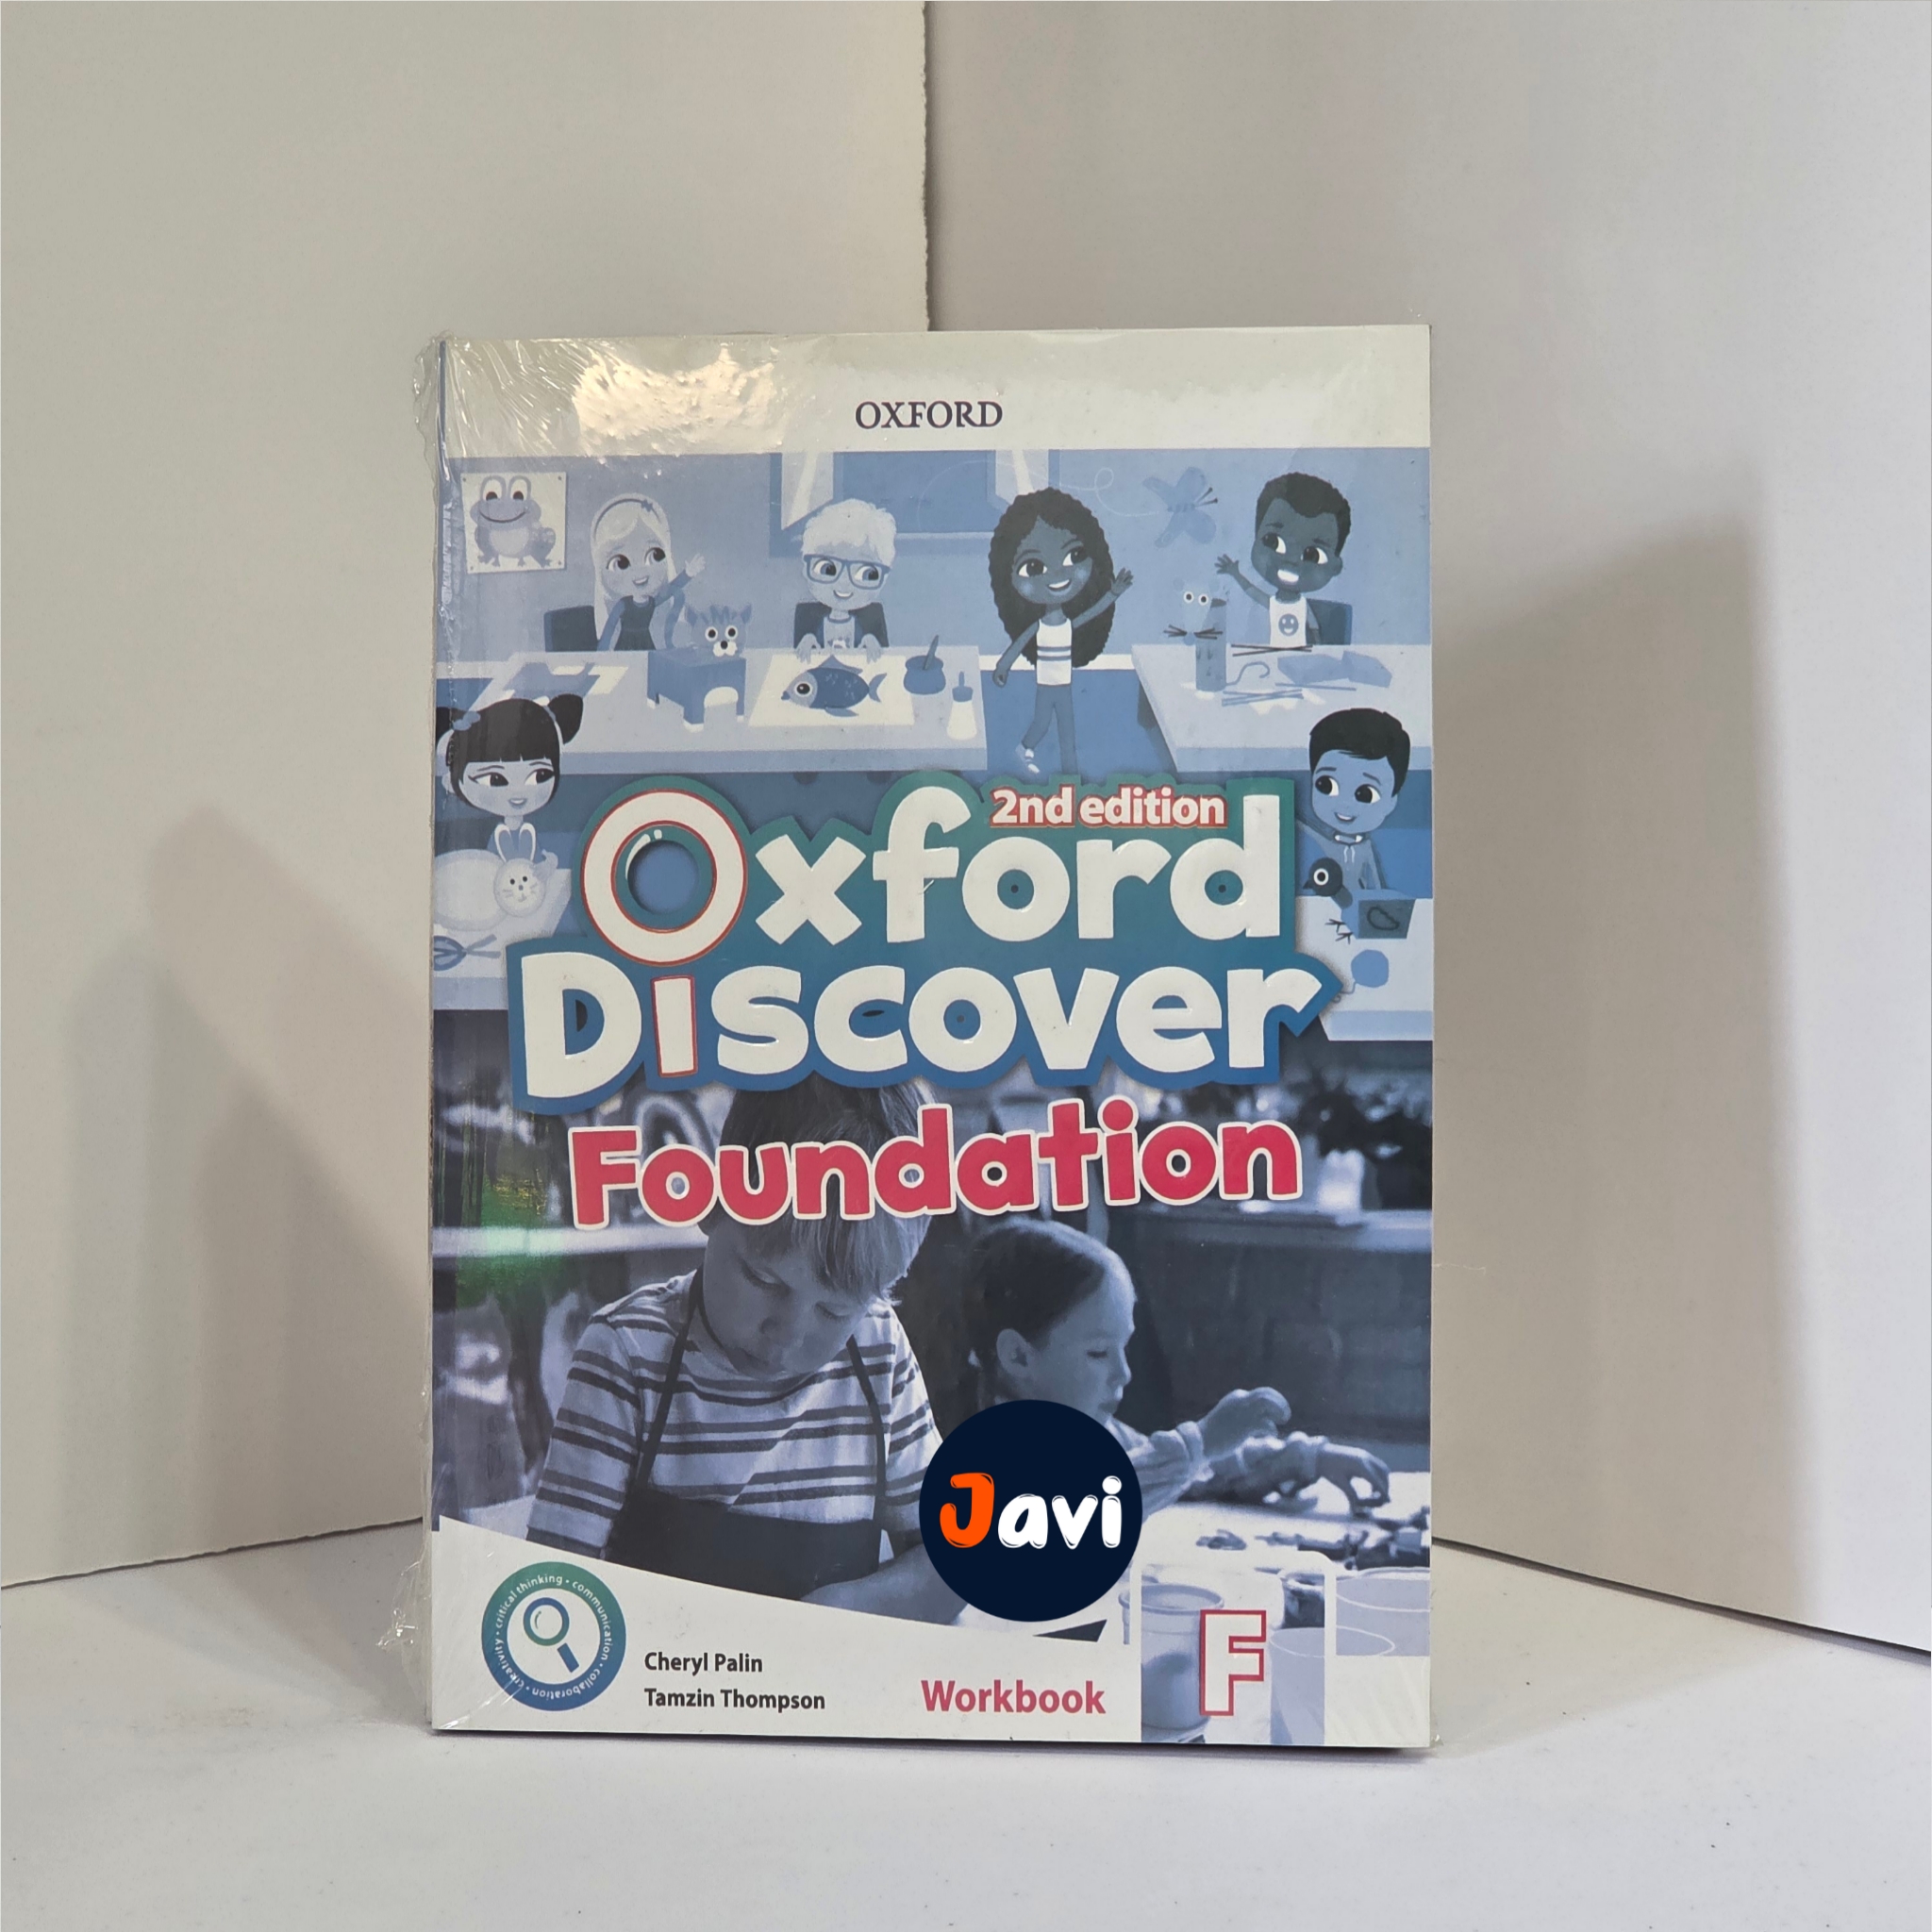 OXFORD
2nd edition
Oxford
Discover
Foundation
Javi
critical thinking • communication • collaboration • creativity •
Cheryl Palin
Tamzin Thompson
Workbook
F